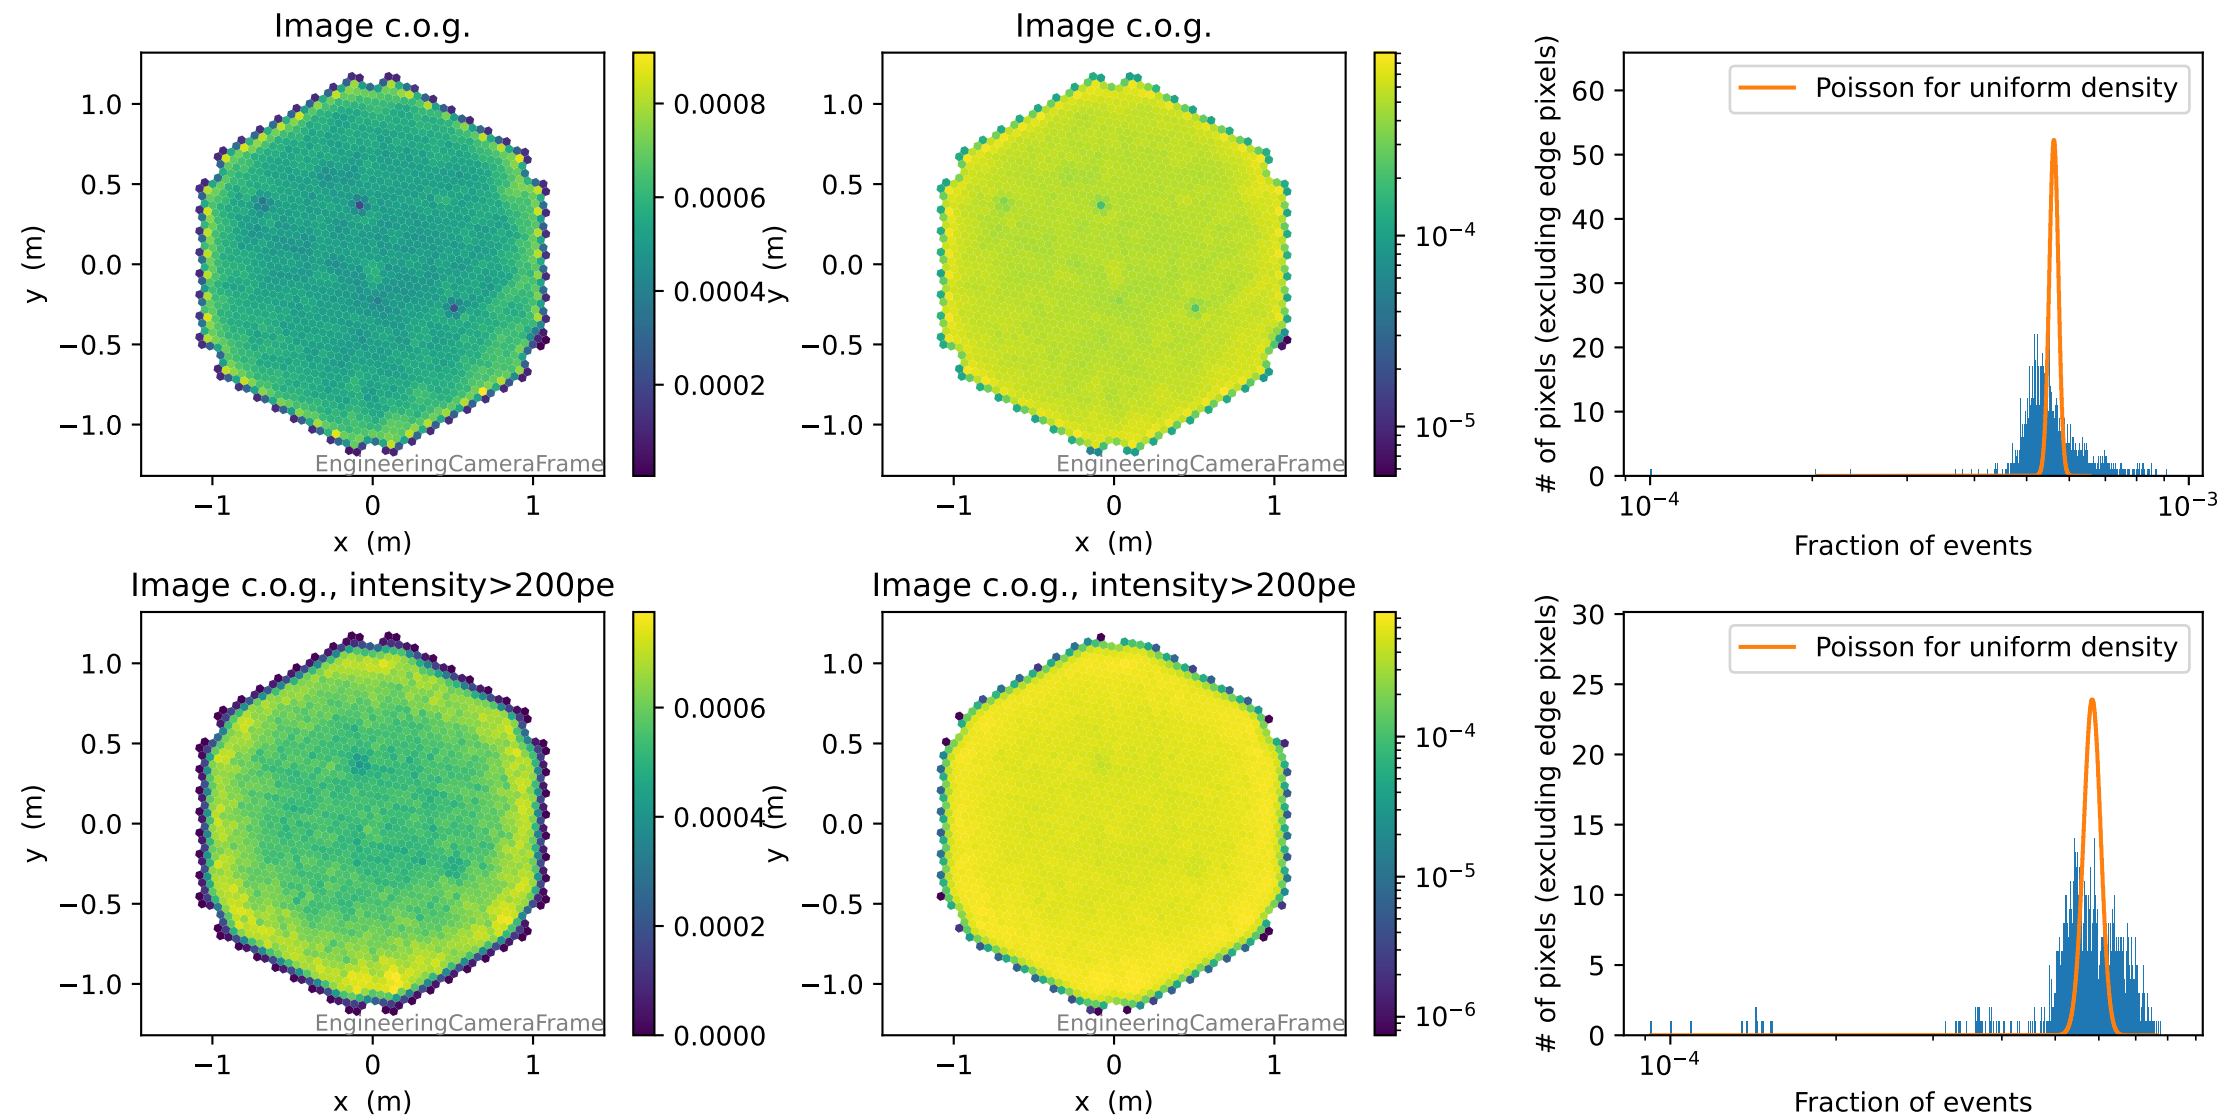 Image c.o.g.
y (m)
1.0
0.5
0.0
−0.5
−1.0
−1 0 1
x (m)
EngineeringCameraFrame
0.0008
0.0006
0.0004
0.0002
Image c.o.g.
y (m)
1.0
0.5
0.0
−0.5
−1.0
−1 0 1
x (m)
EngineeringCameraFrame
10−4
10−5
# of pixels (excluding edge pixels)
60
50
40
30
20
10
0
Poisson for uniform density
10−4 10−3
Fraction of events
Image c.o.g., intensity>200pe
y (m)
1.0
0.5
0.0
−0.5
−1.0
−1 0 1
x (m)
EngineeringCameraFrame
0.0006
0.0004
0.0002
0.0000
Image c.o.g., intensity>200pe
y (m)
1.0
0.5
0.0
−0.5
−1.0
−1 0 1
x (m)
EngineeringCameraFrame
10−4
10−5
10−6
# of pixels (excluding edge pixels)
30
25
20
15
10
5
0
Poisson for uniform density
10−4
Fraction of events